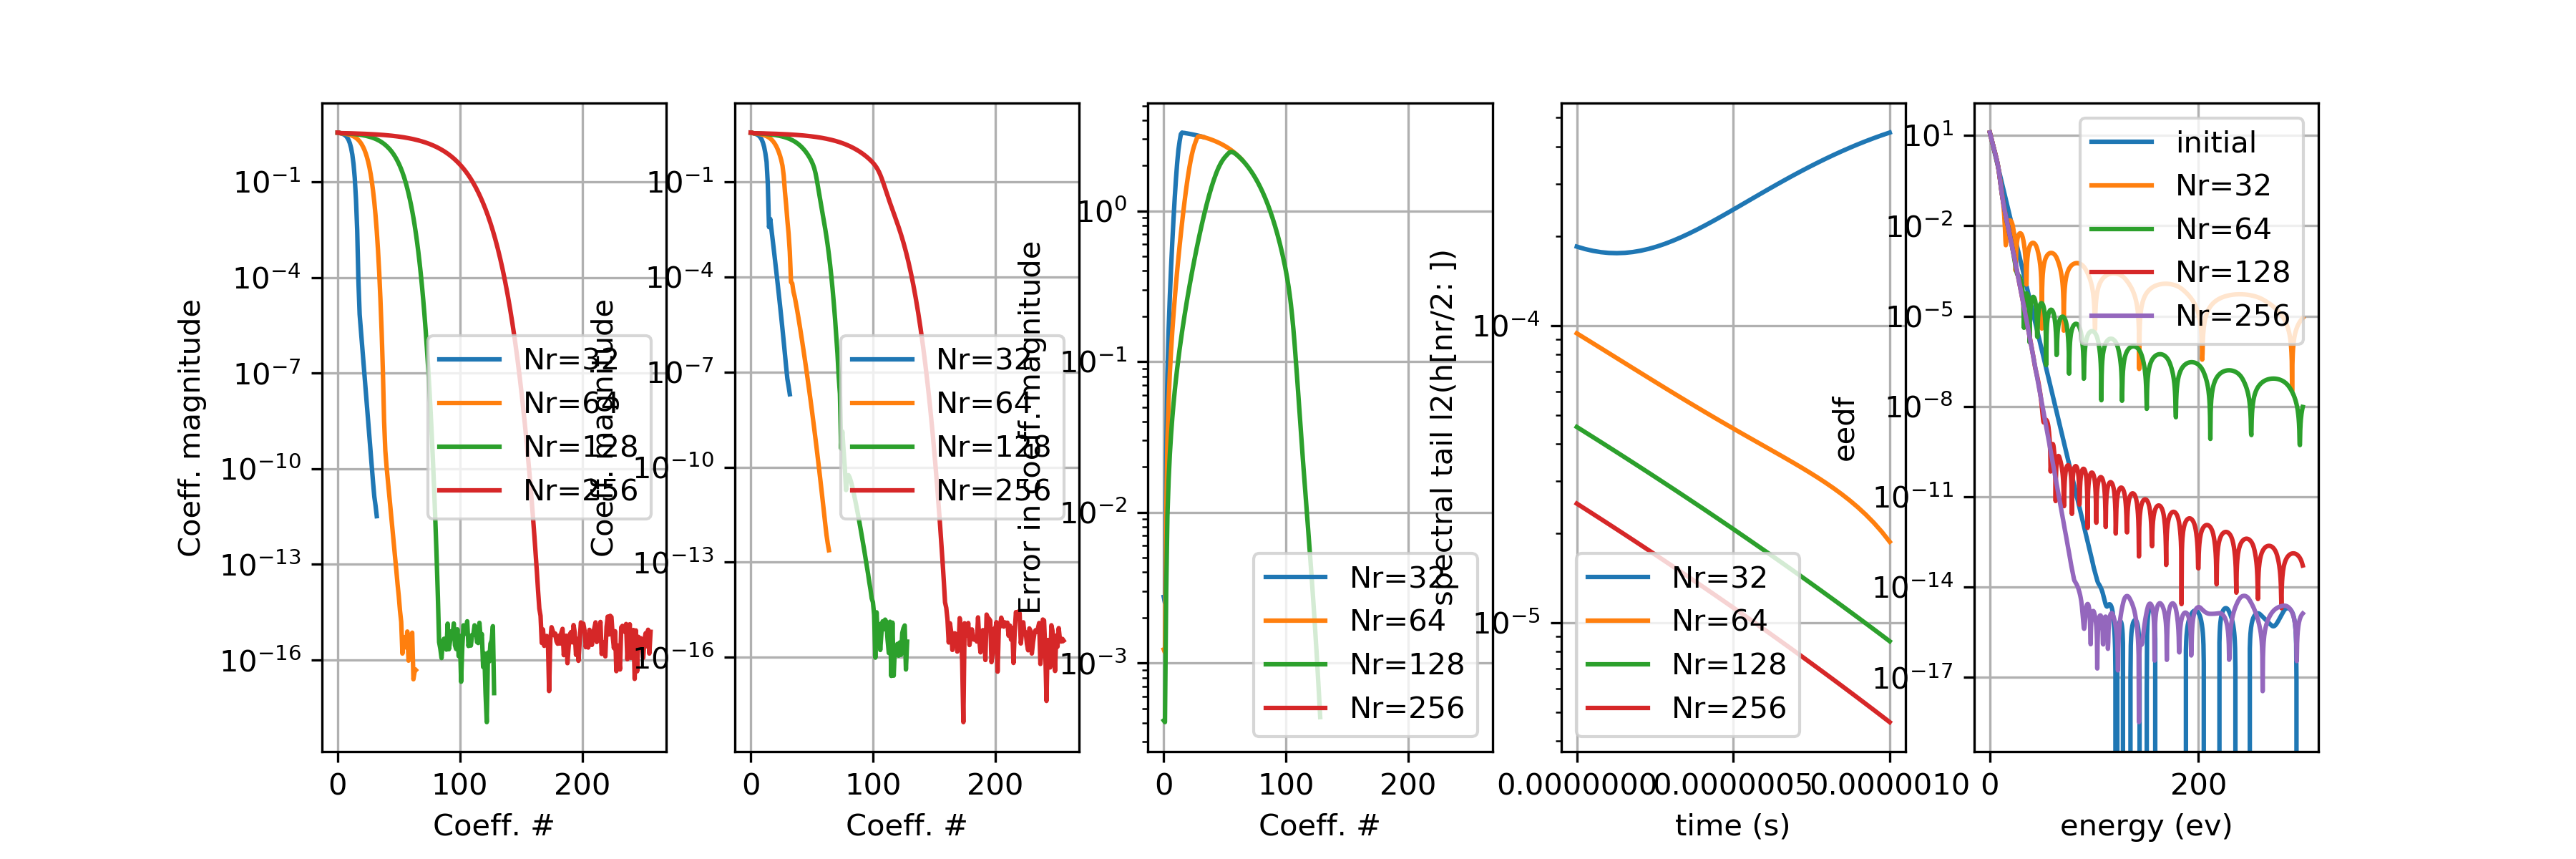 Coeff. magnitude
10⁻¹
10⁻⁴
10⁻⁷
10⁻¹⁰
10⁻¹³
10⁻¹⁶
Nr=32
Nr=64
Nr=128
Nr=256
0 100 200
Coeff. #
Coeff. magnitude
10⁻¹
10⁻⁴
10⁻⁷
10⁻¹⁰
10⁻¹³
10⁻¹⁶
Nr=32
Nr=64
Nr=128
Nr=256
0 100 200
Coeff. #
Error in coeff. magnitude
10⁰
10⁻¹
10⁻²
10⁻³
Nr=32
Nr=64
Nr=128
Nr=256
0 100 200
Coeff. #
spectral tail l2(h[nr/2: ])
10⁻⁴
10⁻⁵
Nr=32
Nr=64
Nr=128
Nr=256
0.0000000 0.0000005 0.0000010
time (s)
eedf
10¹
10⁻²
10⁻⁵
10⁻⁸
10⁻¹¹
10⁻¹⁴
10⁻¹⁷
initial
Nr=32
Nr=64
Nr=128
Nr=256
0 200
energy (ev)